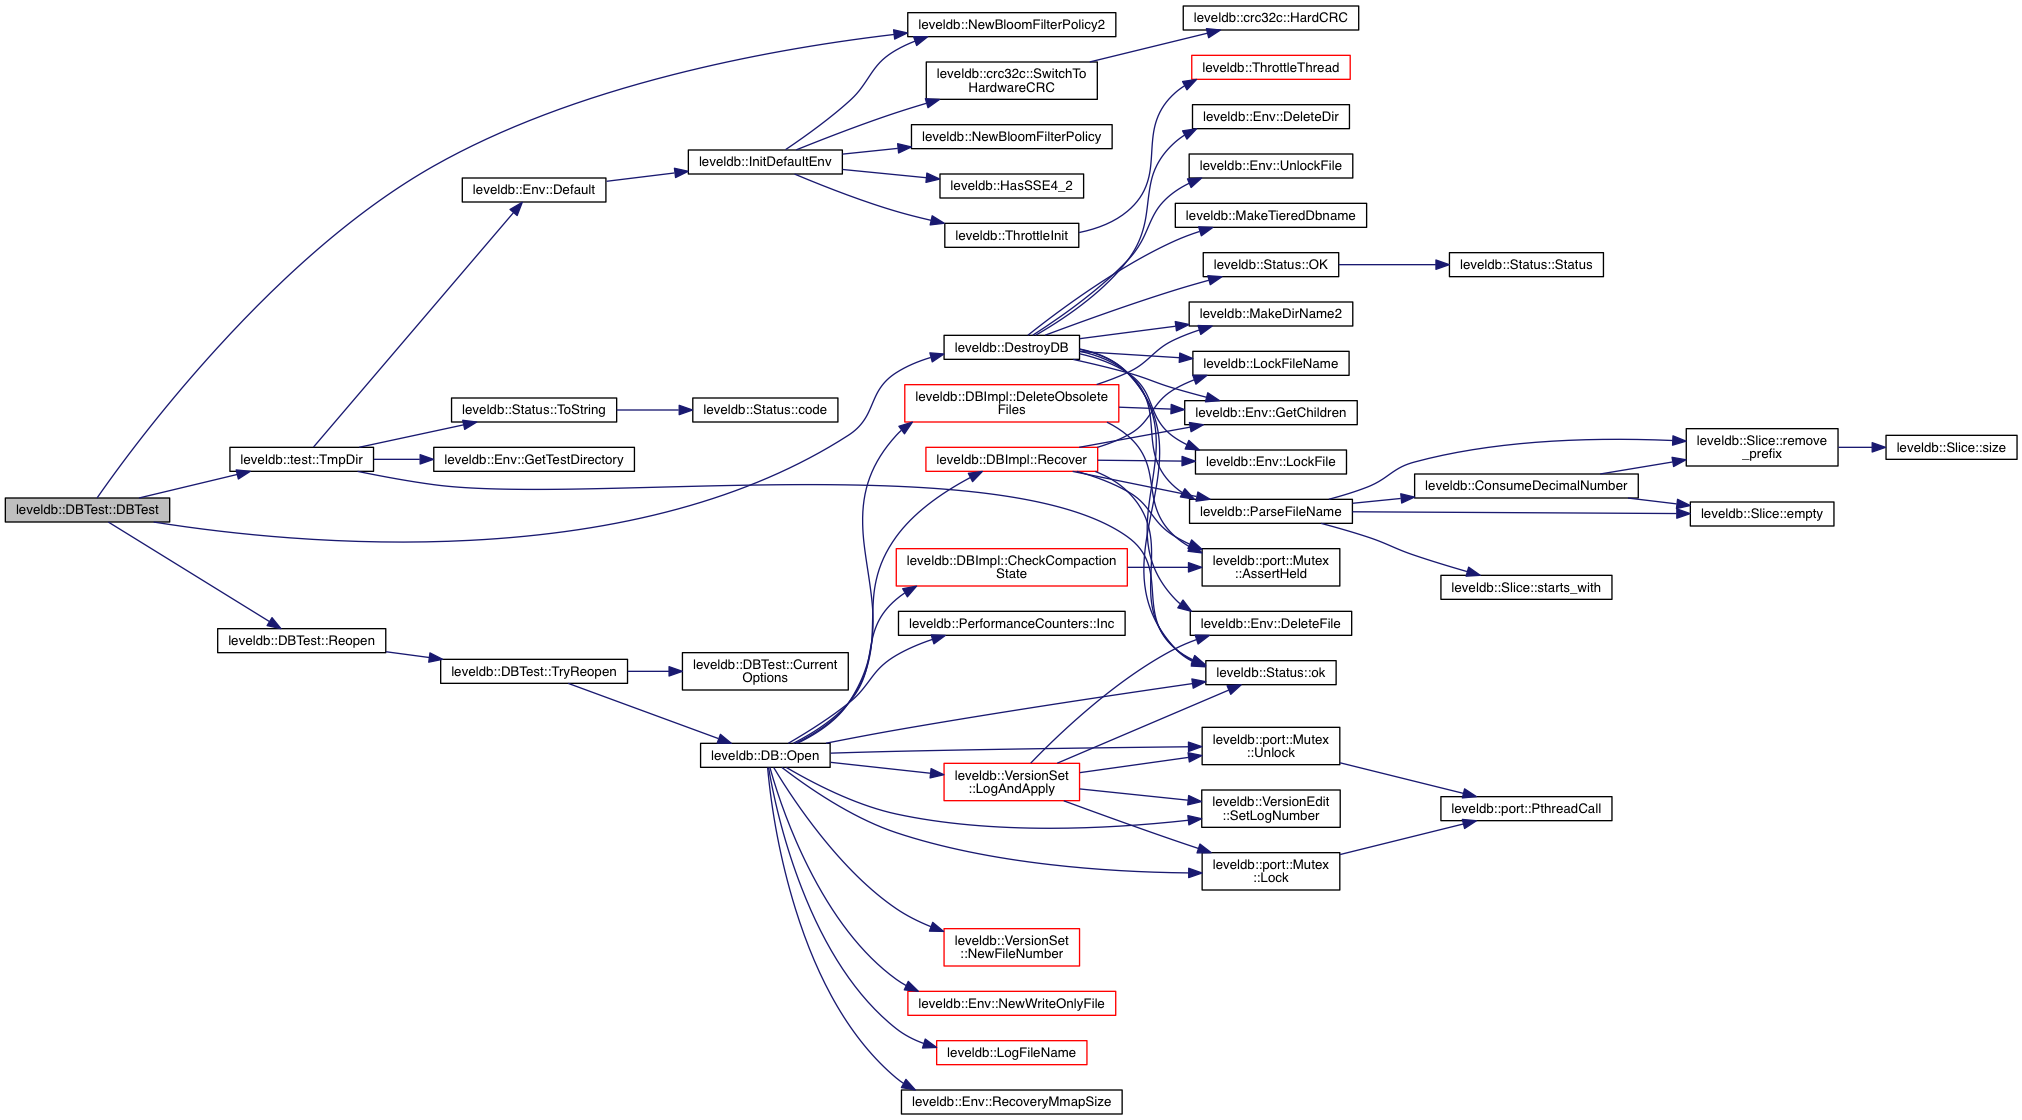 leveldb::DBTest::DBTest
leveldb::test::TmpDir
leveldb::DBTest::Reopen
leveldb::Env::Default
leveldb::Status::ToString
leveldb::Env::GetTestDirectory
leveldb::DBTest::TryReopen
leveldb::InitDefaultEnv
leveldb::Status::code
leveldb::DBTest::Current
Options
leveldb::DB::Open
leveldb::NewBloomFilterPolicy2
leveldb::crc32c::SwitchTo
HardwareCRC
leveldb::NewBloomFilterPolicy
leveldb::HasSSE4_2
leveldb::ThrottleInit
leveldb::DestroyDB
leveldb::DBImpl::DeleteObsolete
Files
leveldb::DBImpl::Recover
leveldb::DBImpl::CheckCompaction
State
leveldb::PerformanceCounters::Inc
leveldb::VersionSet
::LogAndApply
leveldb::VersionSet
::NewFileNumber
leveldb::Env::NewWriteOnlyFile
leveldb::LogFileName
leveldb::Env::RecoveryMmapSize
leveldb::crc32c::HardCRC
leveldb::ThrottleThread
leveldb::Env::DeleteDir
leveldb::Env::UnlockFile
leveldb::MakeTieredDbname
leveldb::Status::OK
leveldb::MakeDirName2
leveldb::LockFileName
leveldb::Env::GetChildren
leveldb::Env::LockFile
leveldb::ParseFileName
leveldb::port::Mutex
::AssertHeld
leveldb::Env::DeleteFile
leveldb::Status::ok
leveldb::port::Mutex
::Unlock
leveldb::VersionEdit
::SetLogNumber
leveldb::port::Mutex
::Lock
leveldb::Status::Status
leveldb::ConsumeDecimalNumber
leveldb::Slice::starts_with
leveldb::port::PthreadCall
leveldb::Slice::remove
_prefix
leveldb::Slice::empty
leveldb::Slice::size